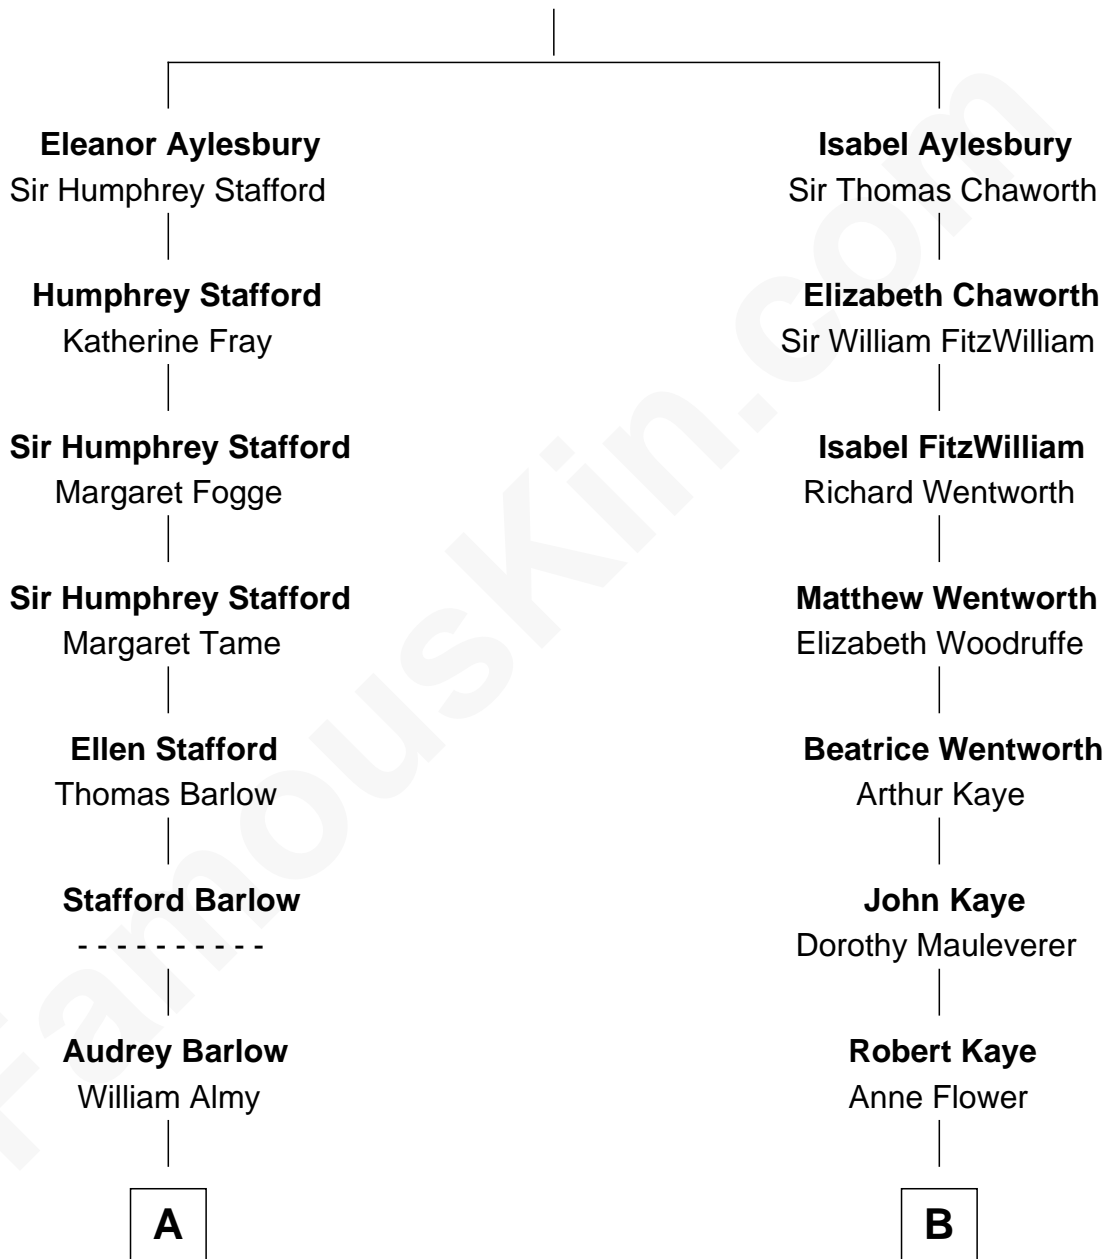 Eleanor Aylesbury
Sir Humphrey Stafford
Humphrey Stafford
Katherine Fray
Sir Humphrey Stafford
Margaret Fogge
Sir Humphrey Stafford
Margaret Tame
Ellen Stafford
Thomas Barlow
Stafford Barlow
- - - - - - - - - -
Audrey Barlow
William Almy
A
Isabel Aylesbury
Sir Thomas Chaworth
Elizabeth Chaworth
Sir William FitzWilliam
Isabel FitzWilliam
Richard Wentworth
Matthew Wentworth
Elizabeth Woodruffe
Beatrice Wentworth
Arthur Kaye
John Kaye
Dorothy Mauleverer
Robert Kaye
Anne Flower
B
FamousKin.com